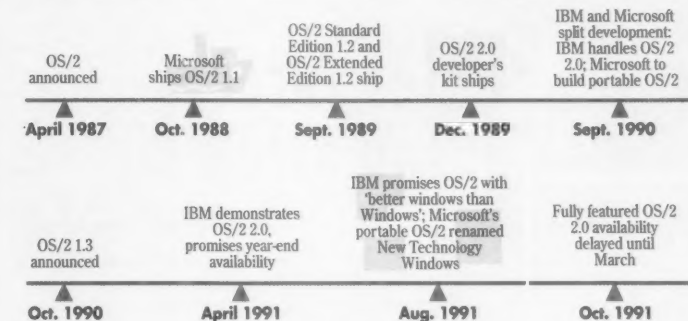 OS/2
announced
April 1987
Microsoft
ships OS/2 1.1
Oct. 1988
OS/2 Standard
Edition 1.2 and
OS/2 Extended
Edition 1.2 ship
Sept. 1989
OS/2 2.0
developer's
kit ships
Dec. 1989
IBM and Microsoft
split development:
IBM handles OS/2
2.0; Microsoft to
build portable OS/2
Sept. 1990
OS/2 1.3
announced
Oct. 1990
IBM demonstrates
OS/2 2.0,
promises year-end
availability
April 1991
IBM promises OS/2 with
'better windows than
Windows'; Microsoft's
portable OS/2 renamed
New Technology
Windows
Aug. 1991
Fully featured OS/2
2.0 availability
delayed until
March
Oct. 1991